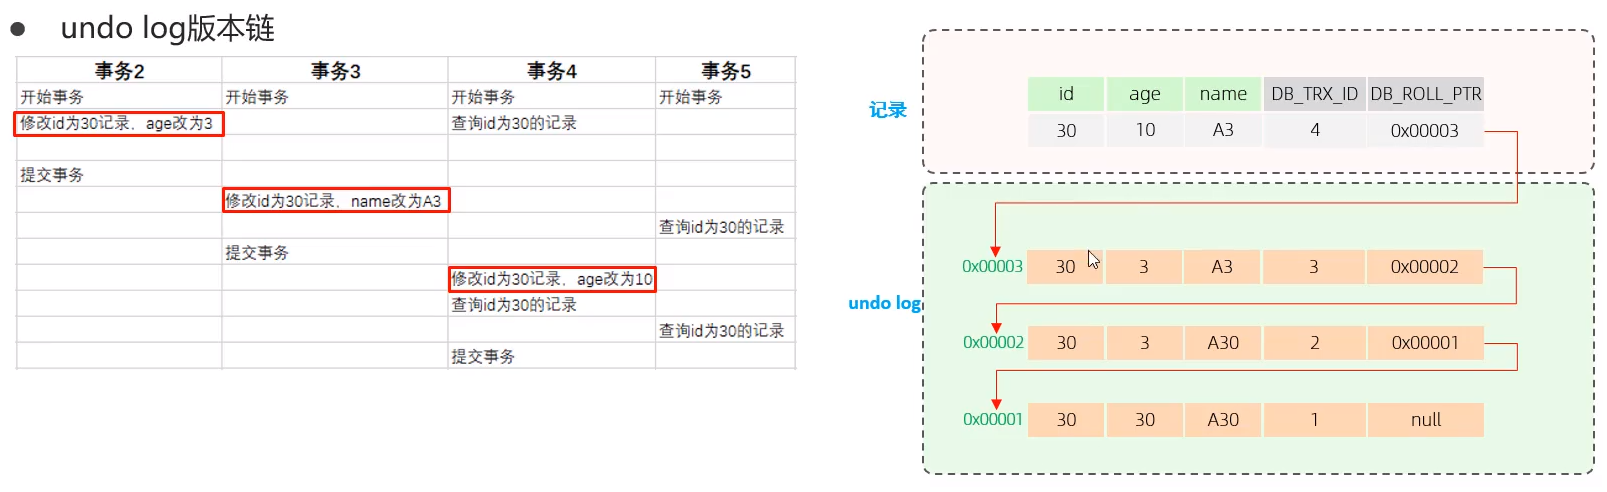 undo log版本链
事务2 事务3 事务4 事务5
开始事务 开始事务 开始事务 开始事务
修改id为30记录，age改为3 查询id为30的记录
提交事务
修改id为30记录，name改为A3
查询id为30的记录
提交事务
修改id为30记录，age改为10
查询id为30的记录
查询id为30的记录
提交事务
记录
id age name DB_TRX_ID DB_ROLL_PTR
30 10 A3 4 0x00003
undo log
0x00003 30 3 A3 3 0x00002
0x00002 30 3 A30 2 0x00001
0x00001 30 30 A30 1 null